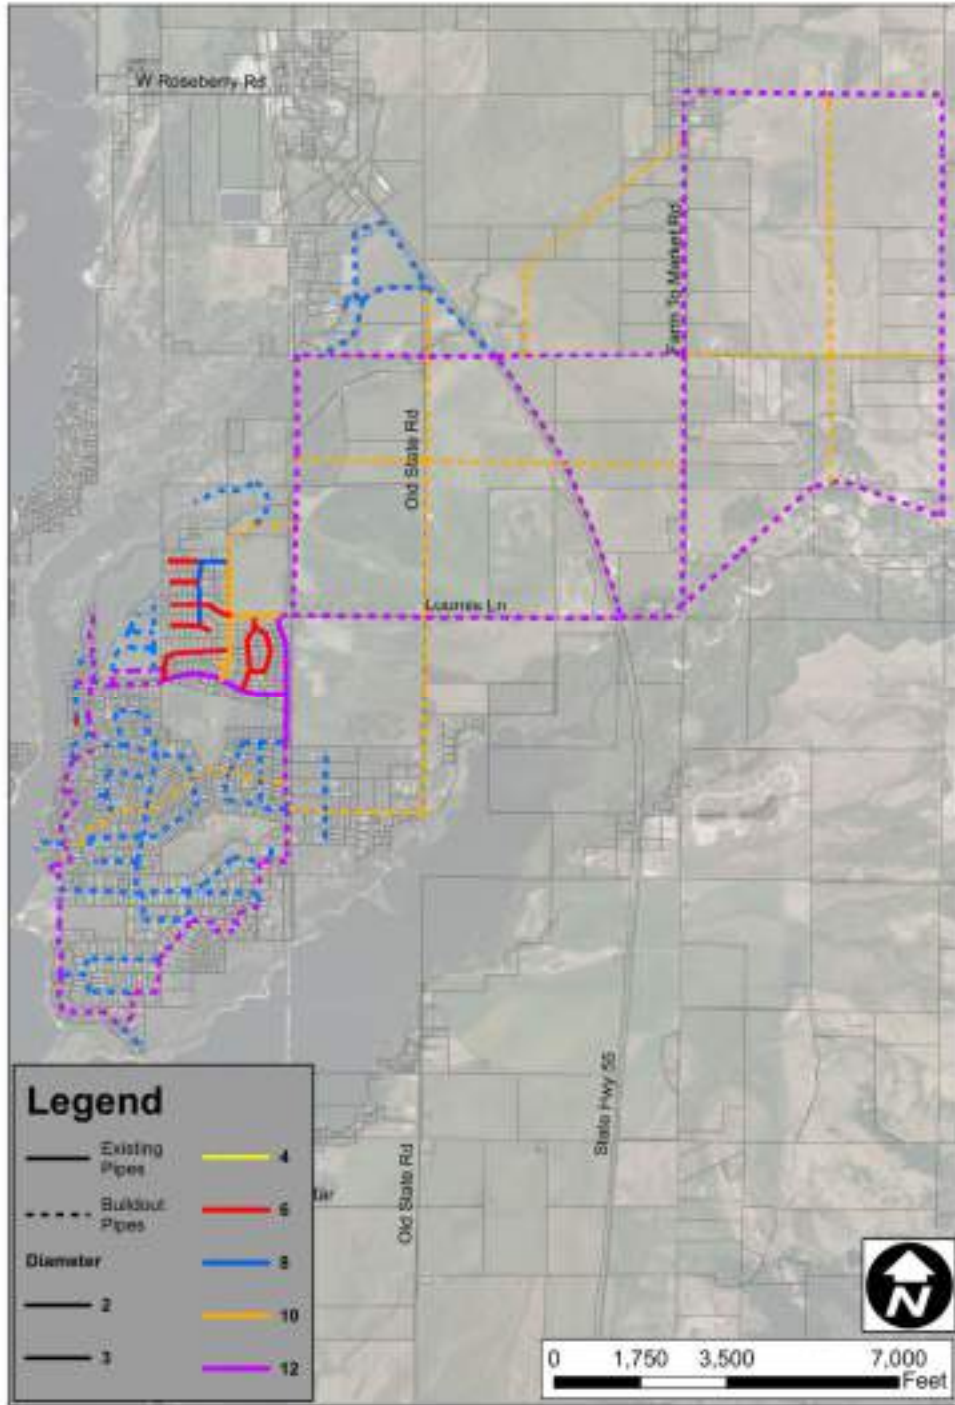 W Roseberry Rd
Farm To Market Rd
Old State Rd
Loomis Ln
State Hwy 55
Old State Rd
Legend
Existing
Pipes
Buildout
Pipes
Diameter
2
3
4
6
8
10
12
N
0 1,750 3,500 7,000
Feet